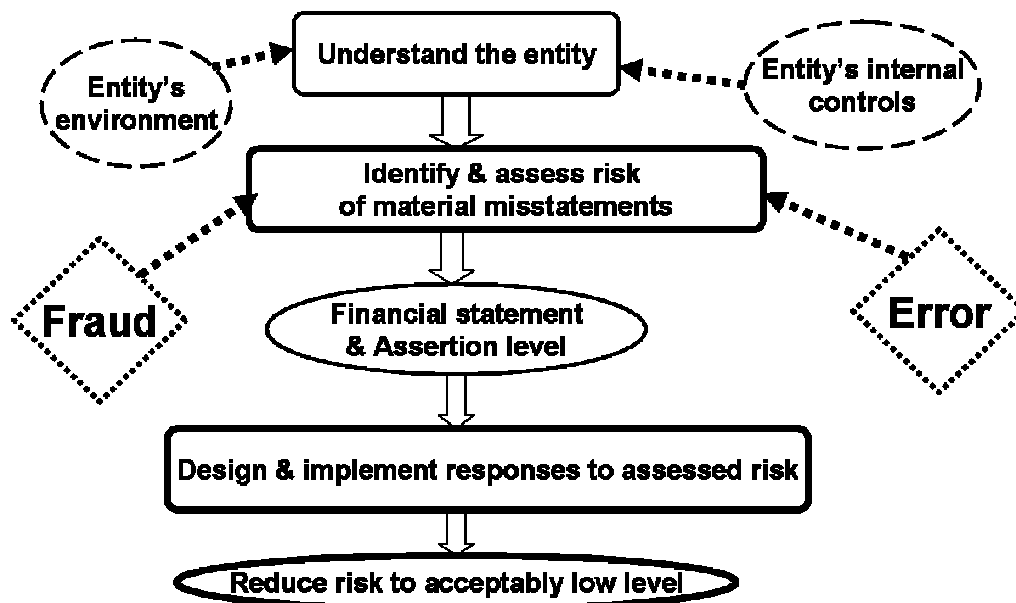 Understand the entity
Entity's
environment
Entity's internal
controls
Identify & assess risk
of material misstatements
Fraud
Error
Financial statement
& Assertion level
Design & implement responses to assessed risk
Reduce risk to acceptably low level